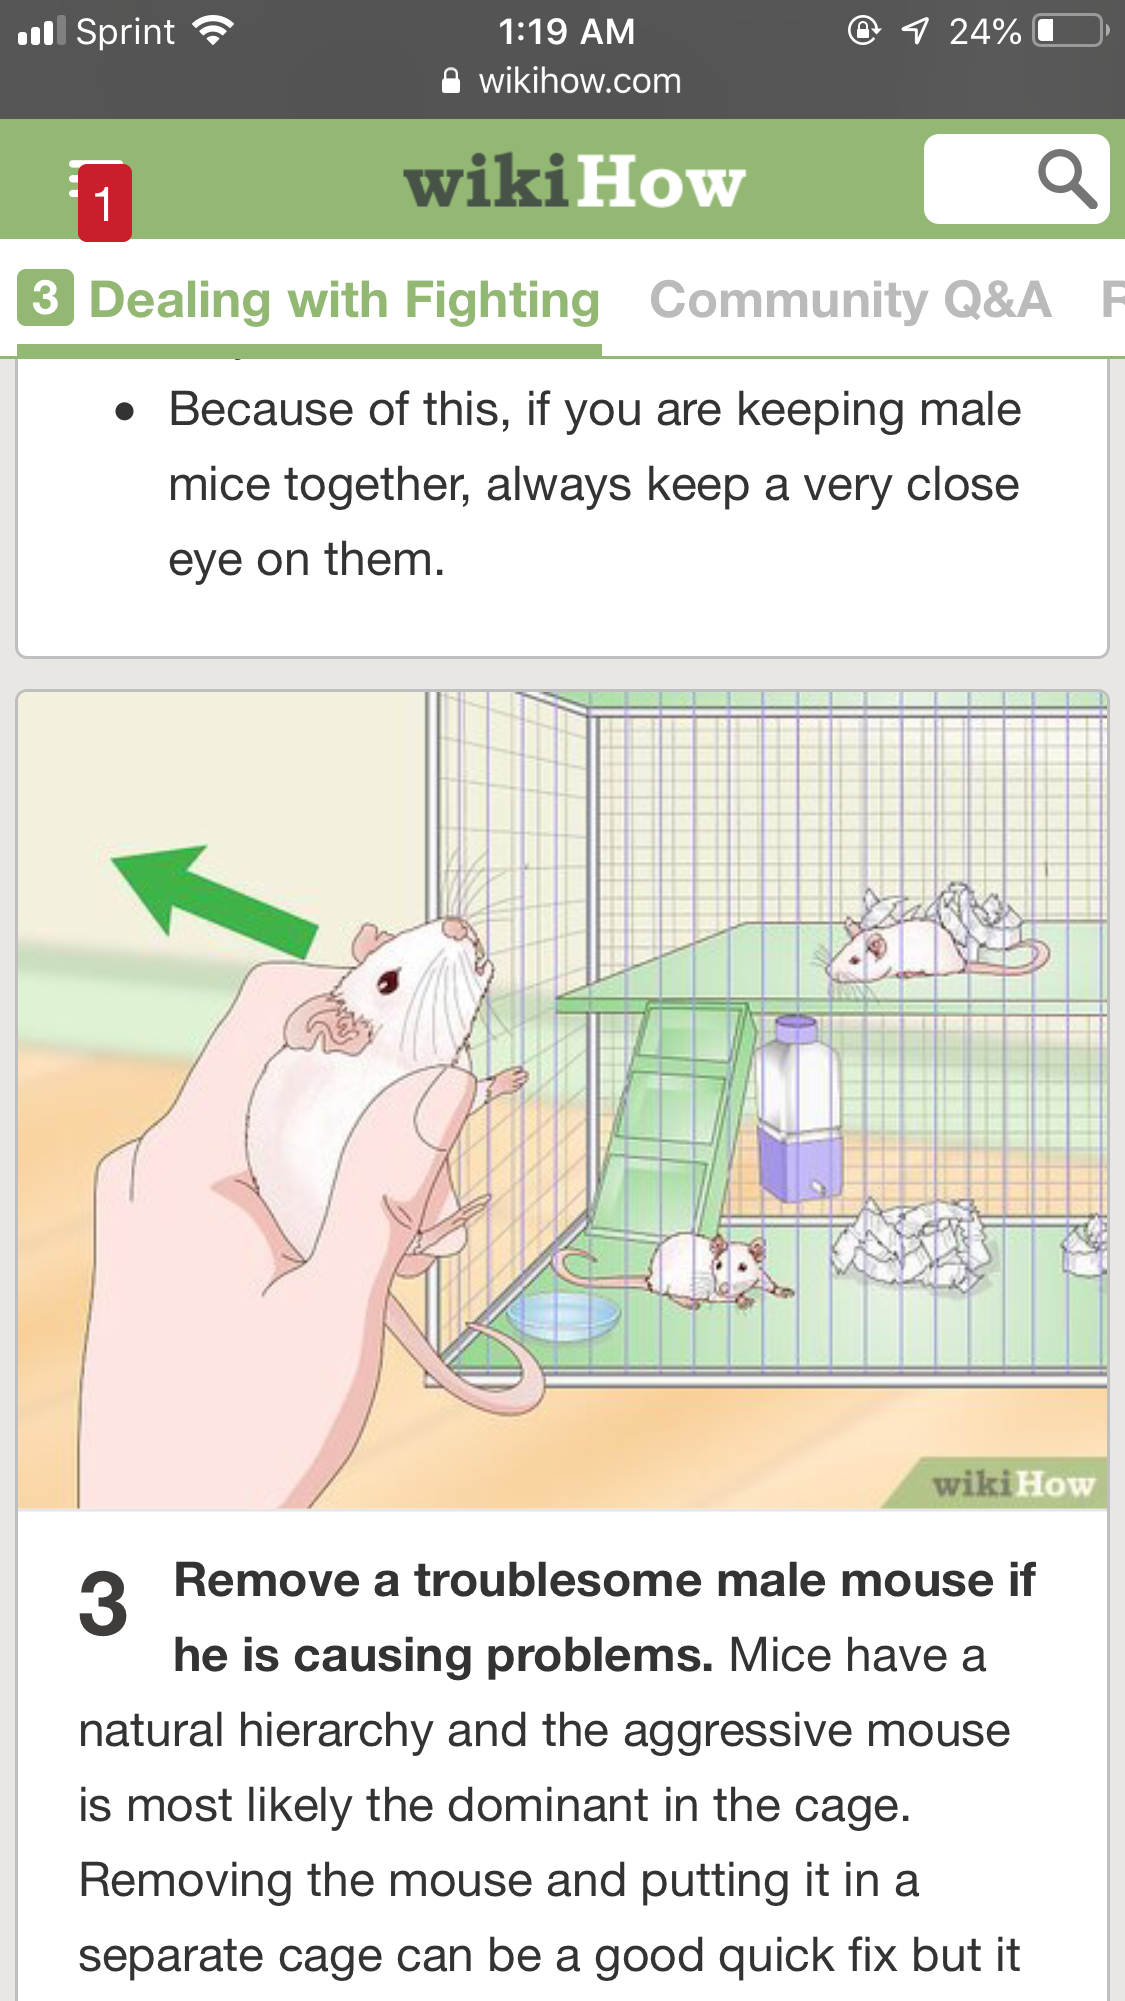 Sprint 1:19 AM 24%
wikihow.com
1 wikiHow
3 Dealing with Fighting Community Q&A R
• Because of this, if you are keeping male
mice together, always keep a very close
eye on them.
wikiHow
3 Remove a troublesome male mouse if
he is causing problems. Mice have a
natural hierarchy and the aggressive mouse
is most likely the dominant in the cage.
Removing the mouse and putting it in a
separate cage can be a good quick fix but it